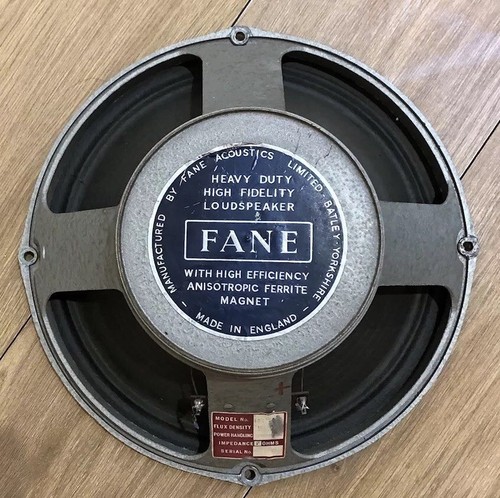 MANUFACTURED BY FANE ACOUSTICS LIMITED. BATLEY. YORKSHIRE.
HEAVY DUTY
HIGH FIDELITY
LOUDSPEAKER
FANE
WITH HIGH EFFICIENCY
ANISOTROPIC FERRITE
MAGNET
- MADE IN ENGLAND -
MODEL No.
FLUX DENSITY
POWER HANDLING
IMPEDANCE OHMS
SERIAL No.